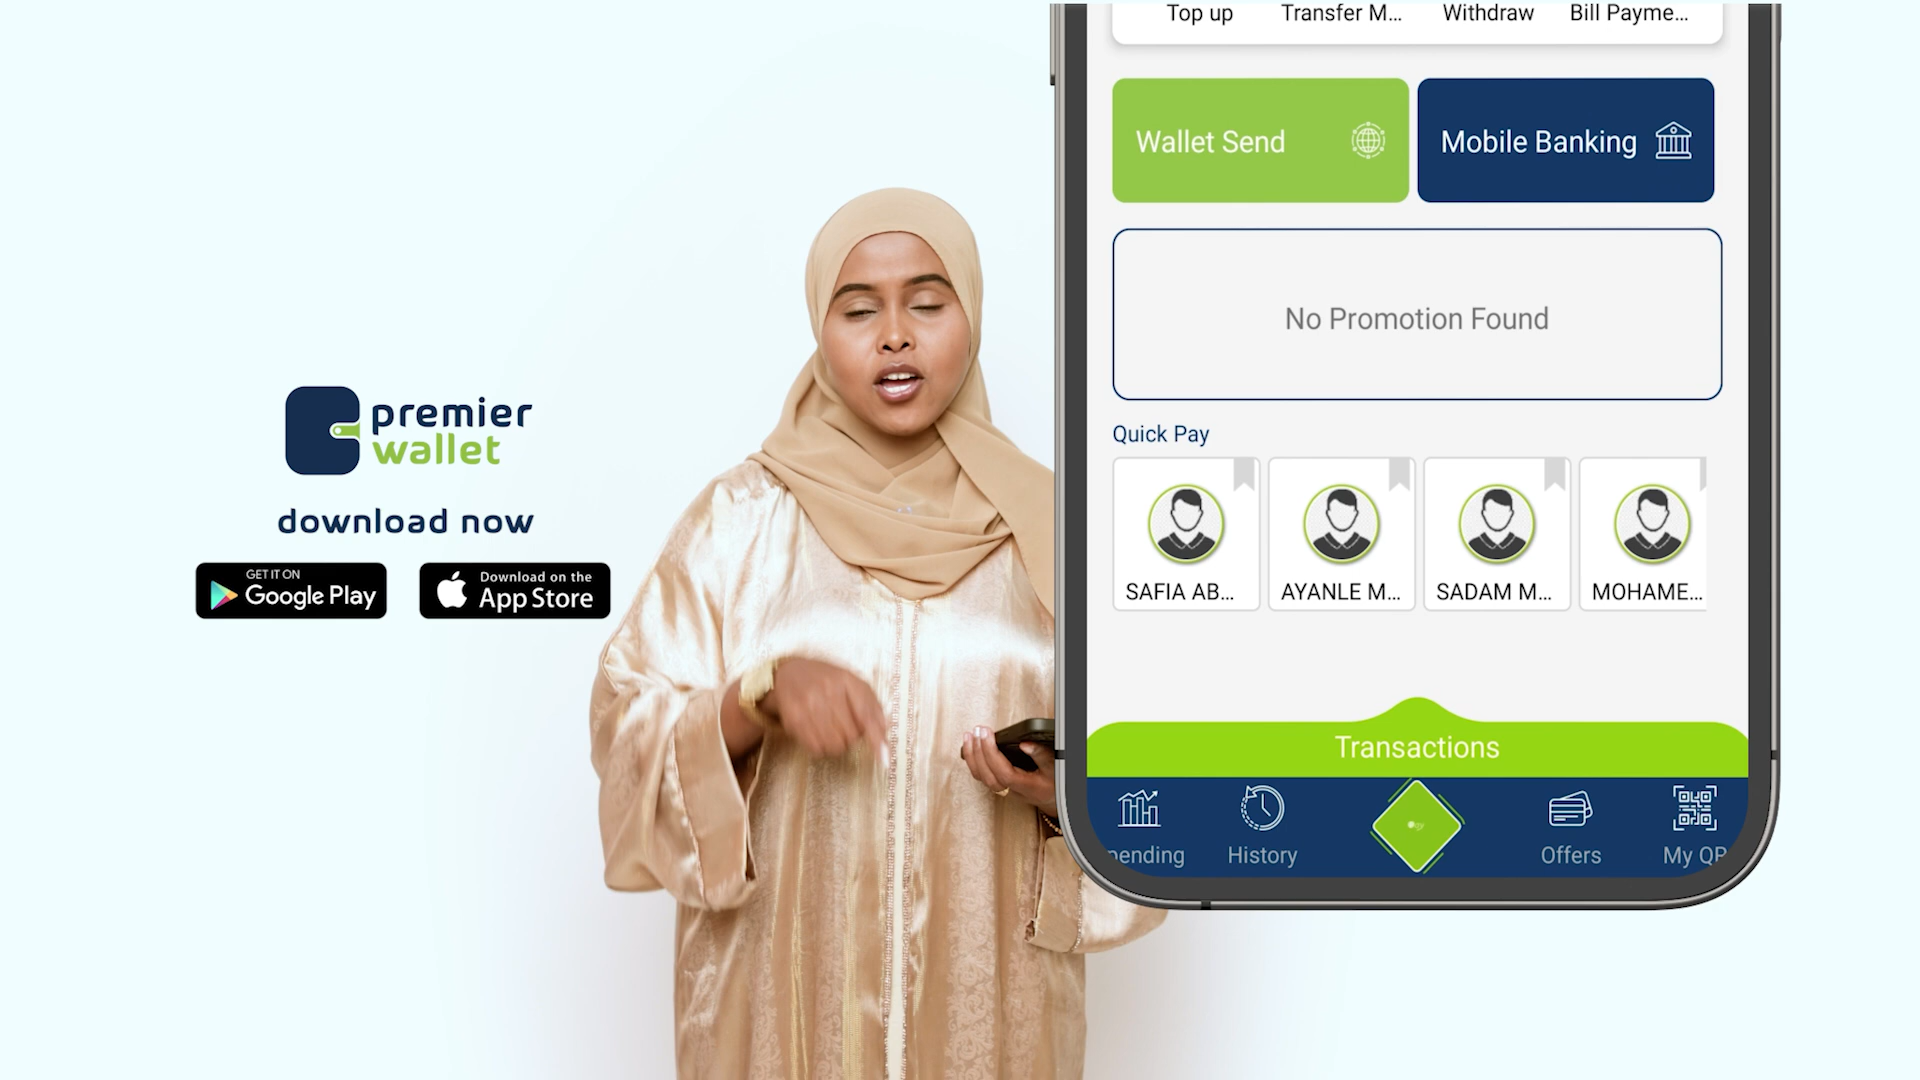 premier
wallet
download now
GET IT ON
Google Play
Download on the
App Store
Top up
Transfer M...
Withdraw
Bill Payme...
Wallet Send
Mobile Banking
No Promotion Found
Quick Pay
SAFIA AB...
AYANLE M...
SADAM M...
MOHAME...
Transactions
pending
History
Offers
My QR